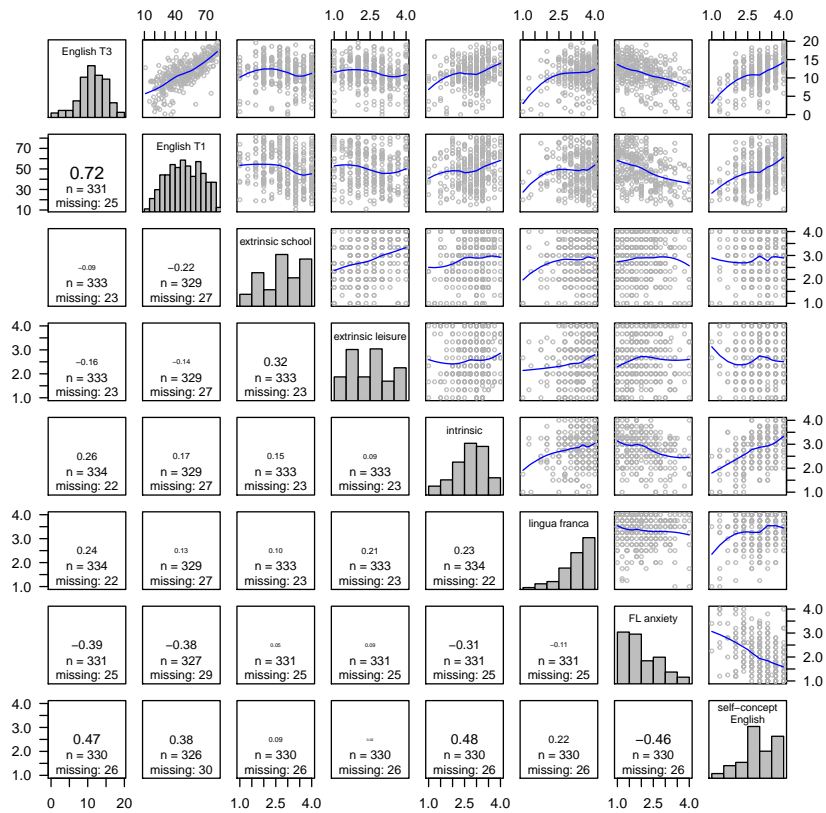 10 40 70
1.0 2.5 4.0
1.0 2.5 4.0
1.0 2.5 4.0
English T3
20
15
10
5
0
70
50
30
10
0.72
n = 331
missing: 25
English T1
−0.09
n = 333
missing: 23
−0.22
n = 329
missing: 27
extrinsic school
4.0
3.0
2.0
1.0
4.0
3.0
2.0
1.0
−0.16
n = 333
missing: 23
−0.14
n = 329
missing: 27
0.32
n = 333
missing: 23
extrinsic leisure
0.26
n = 334
missing: 22
0.17
n = 329
missing: 27
0.15
n = 333
missing: 23
0.09
n = 333
missing: 23
intrinsic
4.0
3.0
2.0
1.0
4.0
3.0
2.0
1.0
0.24
n = 334
missing: 22
0.13
n = 329
missing: 27
0.10
n = 333
missing: 23
0.21
n = 333
missing: 23
0.23
n = 334
missing: 22
lingua franca
−0.39
n = 331
missing: 25
−0.38
n = 327
missing: 29
0.05
n = 331
missing: 25
0.09
n = 331
missing: 25
−0.31
n = 331
missing: 25
−0.11
n = 331
missing: 25
FL anxiety
4.0
3.0
2.0
1.0
4.0
3.0
2.0
1.0
0.47
n = 330
missing: 26
0.38
n = 326
missing: 30
0.09
n = 330
missing: 26
n = 330
missing: 26
0.48
n = 330
missing: 26
0.22
n = 330
missing: 26
−0.46
n = 330
missing: 26
self−concept
English
0 10 20
1.0 2.5 4.0
1.0 2.5 4.0
1.0 2.5 4.0